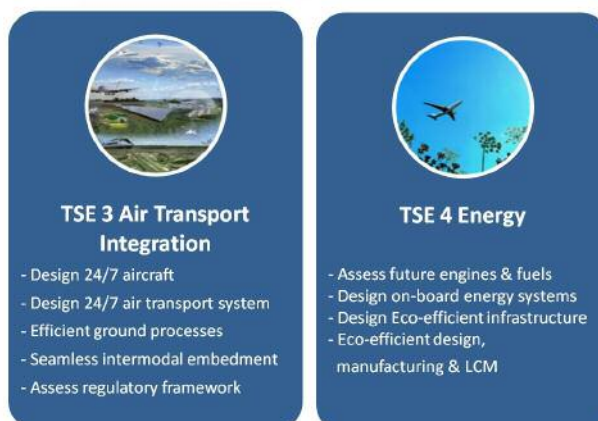 TSE 3 Air Transport
Integration
- Design 24/7 aircraft
- Design 24/7 air transport system
- Efficient ground processes
- Seamless intermodal embedment
- Assess regulatory framework
TSE 4 Energy
- Assess future engines & fuels
- Design on-board energy systems
- Design Eco-efficient infrastructure
- Eco-efficient design,
manufacturing & LCM